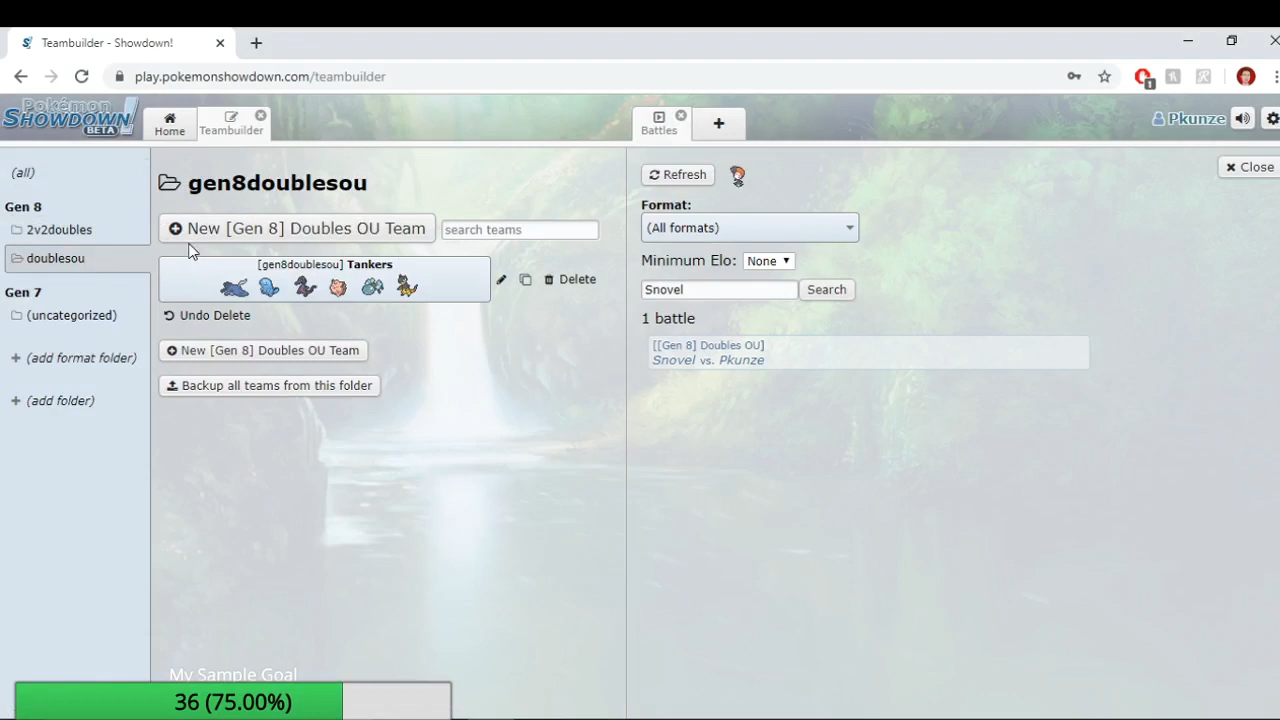 Teambuilder - Showdown!
play.pokemonshowdown.com/teambuilder
1
Pokémon
SHOWDOWN!
BETA
Home
Teambuilder
Battles
Pkunze
(all)
Gen 8
2v2doubles
doublesou
Gen 7
(uncategorized)
(add format folder)
(add folder)
gen8doublesou
New [Gen 8] Doubles OU Team
search teams
[gen8doublesou] Tankers
Delete
Undo Delete
New [Gen 8] Doubles OU Team
Backup all teams from this folder
Refresh
Close
Format:
(All formats)
Minimum Elo: None
Snovel
Search
1 battle
[[Gen 8] Doubles OU]
Snovel vs. Pkunze
My Sample Goal
36 (75.00%)